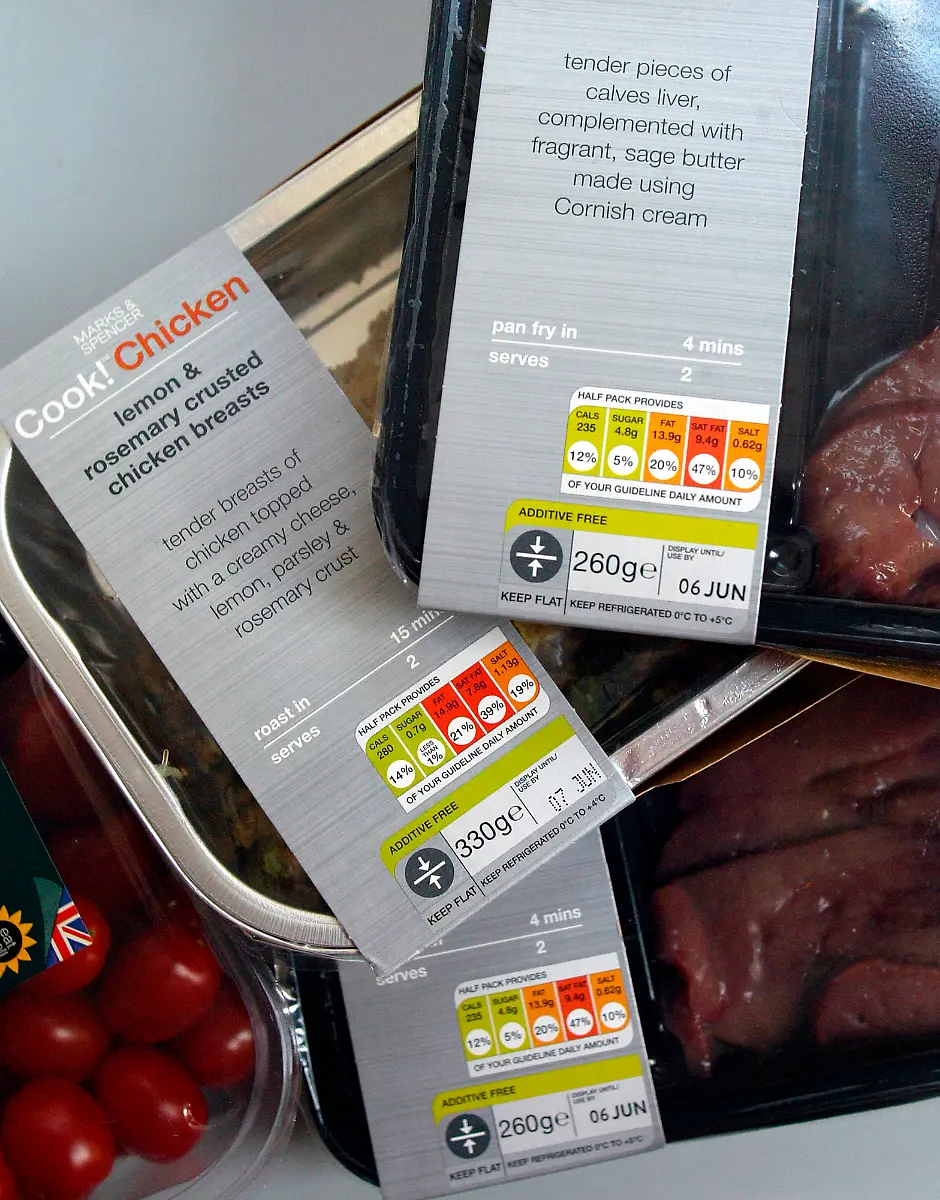 tender pieces of
calves liver,
complemented with
fragrant, sage butter
made using
Cornish cream
pan fry in 4 mins
serves 2
HALF PACK PROVIDES
CALS SUGAR FAT SAT FAT SALT
235 4.8g 13.9g 9.4g 0.62g
12% 5% 20% 47% 10%
OF YOUR GUIDELINE DAILY AMOUNT
ADDITIVE FREE
260g℮
DISPLAY UNTIL/
USE BY
06 JUN
KEEP FLAT
KEEP REFRIGERATED 0°C TO +5°C
MARKS &
SPENCER
Cook!™ Chicken
lemon &
rosemary crusted
chicken breasts
tender breasts of
chicken topped
with a creamy cheese,
lemon, parsley &
rosemary crust
roast in 15 min
serves 2
HALF PACK PROVIDES
CALS SUGAR FAT SAT FAT SALT
280 0.7g 14.9g 7.8g 1.13g
14% LESS THAN 1% 21% 39% 19%
OF YOUR GUIDELINE DAILY AMOUNT
ADDITIVE FREE
330g℮
DISPLAY UNTIL/
USE BY
07 JUN
KEEP FLAT
KEEP REFRIGERATED 0°C TO +4°C
4 mins
serves 2
HALF PACK PROVIDES
CALS SUGAR FAT SAT FAT SALT
235 4.8g 13.9g 9.4g 0.62g
12% 5% 20% 47% 10%
OF YOUR GUIDELINE DAILY AMOUNT
ADDITIVE FREE
260g℮
DISPLAY UNTIL/
USE BY
06 JUN
KEEP FLAT
KEEP REFRIGERATED 0°C TO +5°C